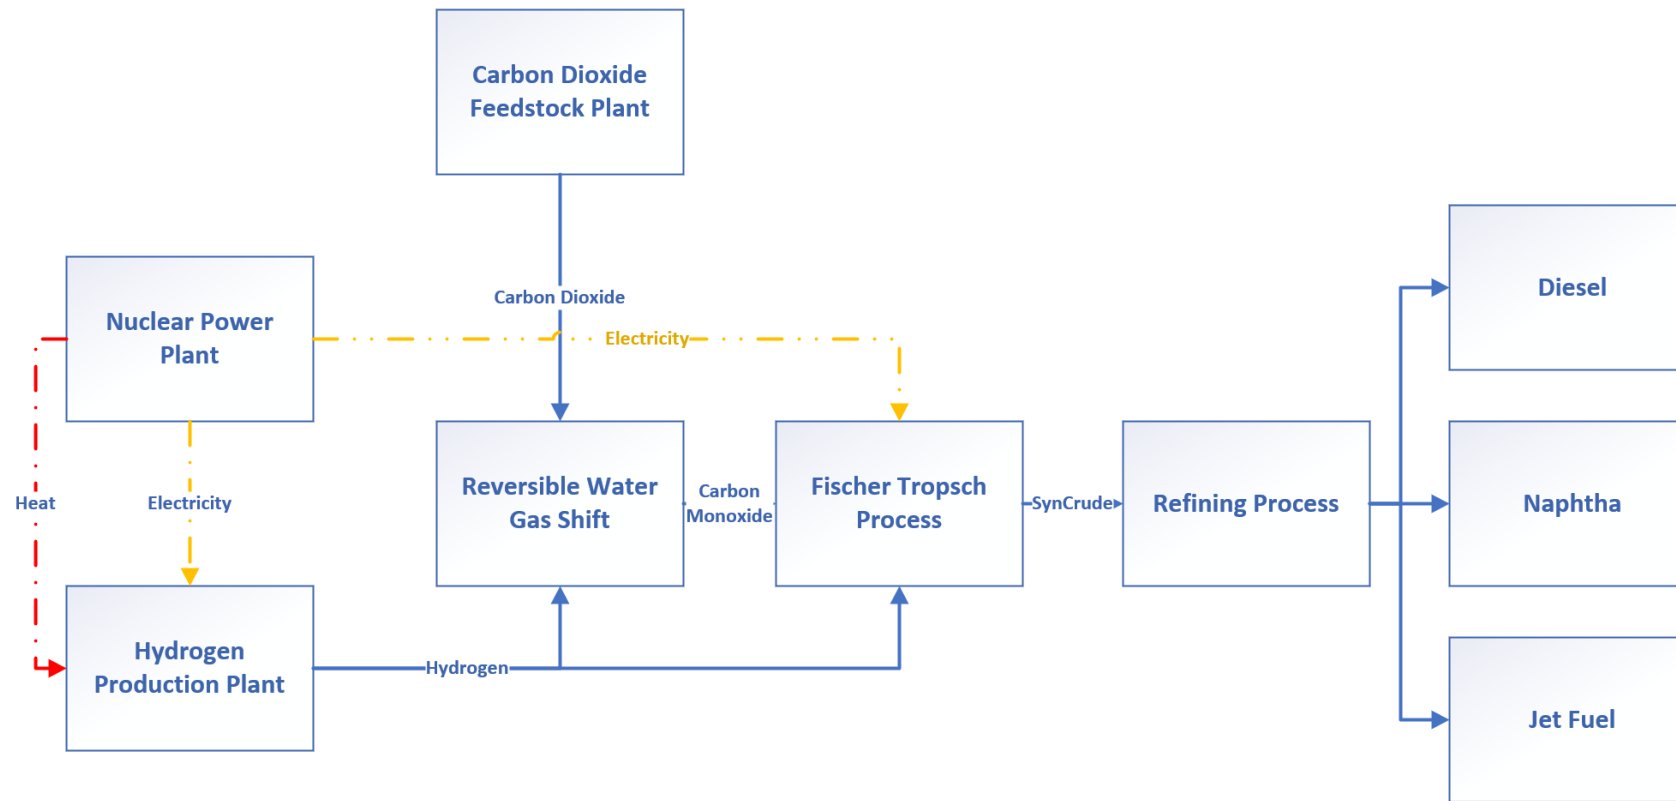 Carbon Dioxide
Feedstock Plant
Carbon Dioxide
Nuclear Power
Plant
Electricity
Heat
Electricity
Reversible Water
Gas Shift
Carbon
Monoxide
Fischer Tropsch
Process
SynCrude
Refining Process
Hydrogen
Production Plant
Hydrogen
Diesel
Naphtha
Jet Fuel